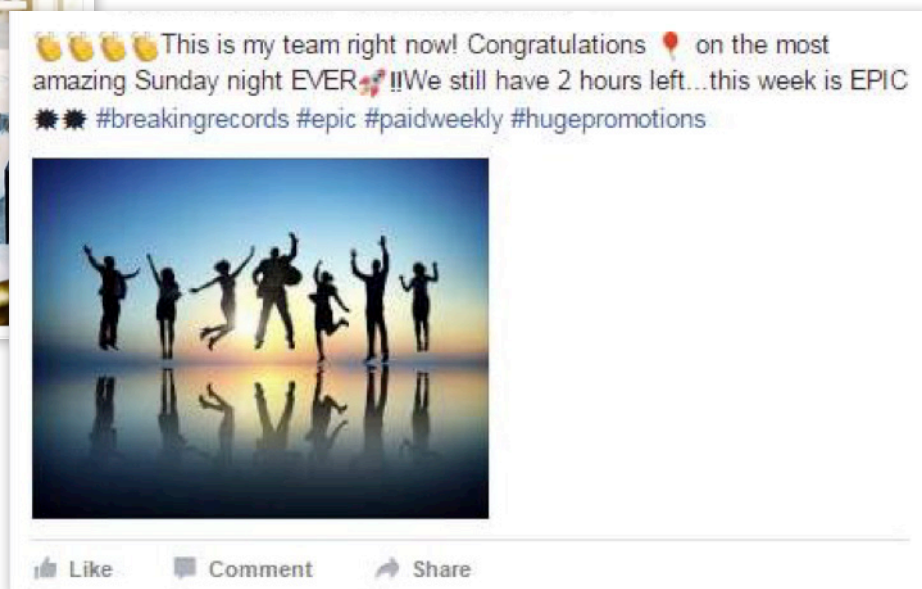 👏👏👏👏This is my team right now! Congratulations 🎈 on the most
amazing Sunday night EVER🚀!!We still have 2 hours left...this week is EPIC
✹✹ #breakingrecords #epic #paidweekly #hugepromotions
Like Comment Share